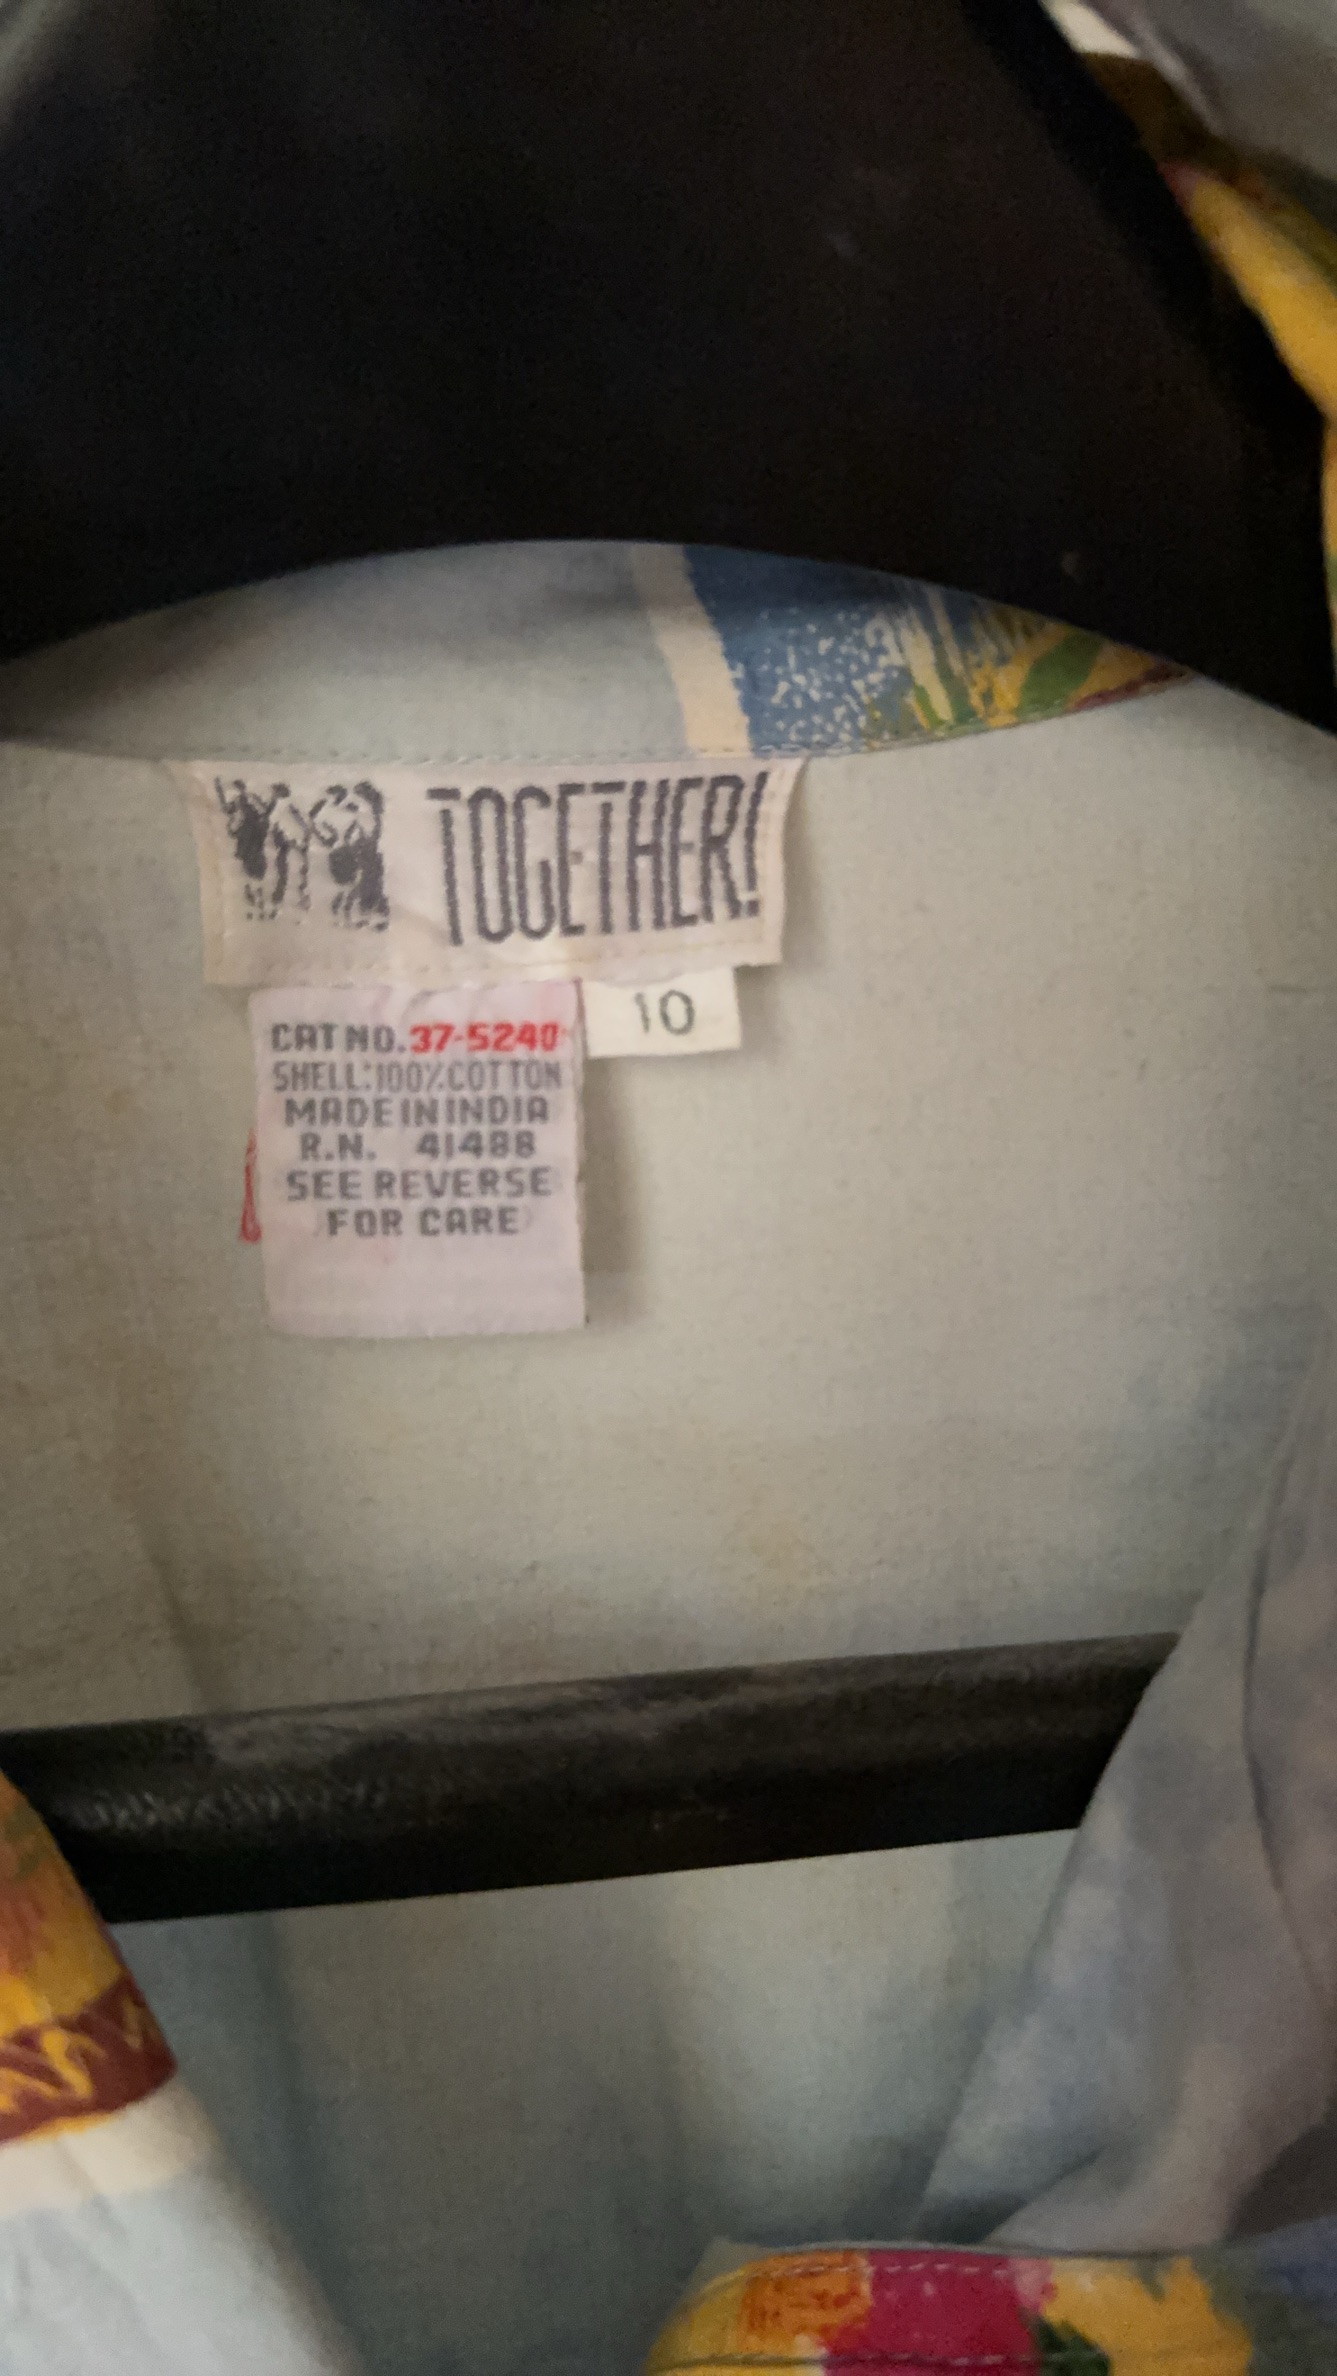 TOGETHER!
10
CAT NO. 37-5240
SHELL: 100% COTTON
MADE IN INDIA
R.N. 41488
SEE REVERSE
FOR CARE